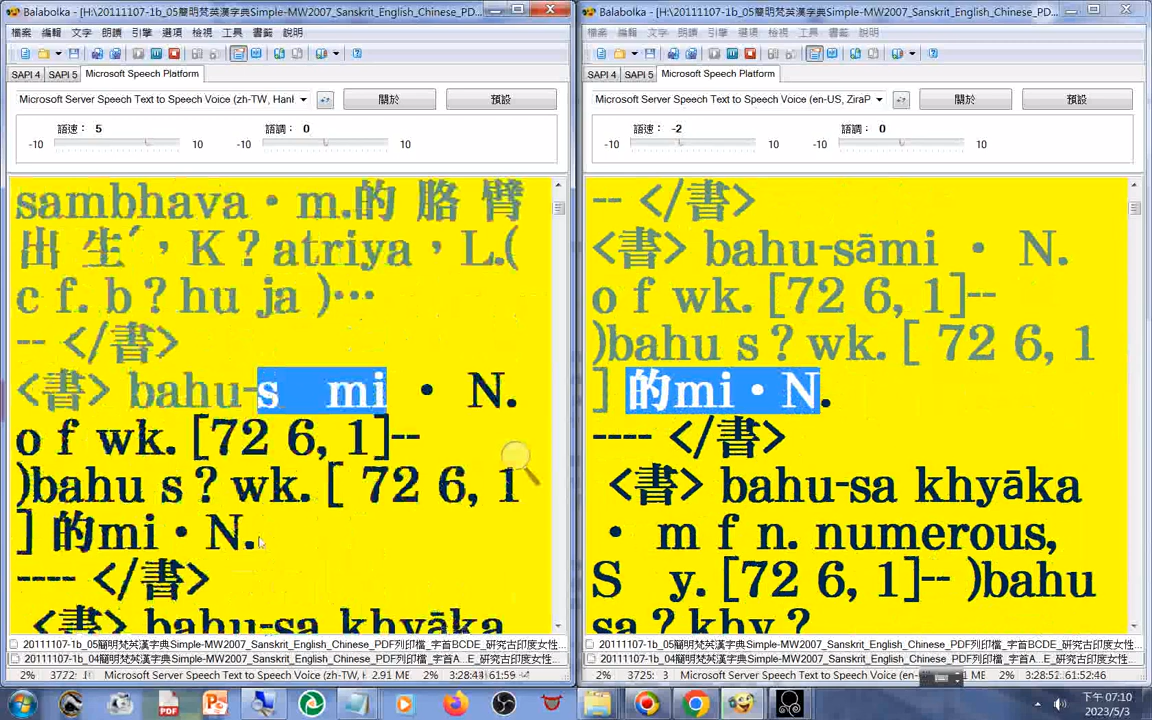 Balabolka - [H:\20111107-1b_05簡明梵英漢字典Simple-MW2007_Sanskrit_English_Chinese_PD...
檔案 編輯 文字 朗讀 引擎 選項 檢視 工具 書籤 說明
SAPI 4 SAPI 5 Microsoft Speech Platform
Microsoft Server Speech Text to Speech Voice (zh-TW, Hanl
關於 預設
語速： 5 語調： 0
-10 10 -10 10
sambhava • m.的 胳 臂
出 生ˊ，K？atriya，L.(
c f. b？hu ja )…
-- </書>
<書> bahu-s mi • N.
o f wk. [72 6, 1]--
)bahu s？wk. [ 72 6, 1
] 的mi • N.
---- </書>
<書> bahu-sa khyāka
20111107-1b_05簡明梵英漢字典Simple-MW2007_Sanskrit_English_Chinese_PDF列印檔_字首BCDE_研究古印度女性...
20111107-1b_04簡明梵英漢字典Simple-MW2007_Sanskrit_English_Chinese_PDF列印檔_字首A...E_研究古印度女性...
2% Microsoft Server Speech Text to Speech Voice (zh-TW, 2.91 ME 2%
Balabolka - [H:\20111107-1b_05簡明梵英漢字典Simple-MW2007_Sanskrit_English_Chinese_PD...
檔案 編輯 文字 朗讀 引擎 選項 檢視 工具 書籤 說明
SAPI 4 SAPI 5 Microsoft Speech Platform
Microsoft Server Speech Text to Speech Voice (en-US, ZiraP
關於 預設
語速： -2 語調： 0
-10 10 -10 10
-- </書>
<書> bahu-sāmi • N.
o f wk. [72 6, 1]--
)bahu s？wk. [ 72 6, 1
] 的mi • N.
---- </書>
<書> bahu-sa khyāka
• m f n. numerous,
S y. [72 6, 1]-- )bahu
sa？khy？
20111107-1b_05簡明梵英漢字典Simple-MW2007_Sanskrit_English_Chinese_PDF列印檔_字首BCDE_研究古印度女性...
20111107-1b_04簡明梵英漢字典Simple-MW2007_Sanskrit_English_Chinese_PDF列印檔_字首A...E_研究古印度女性...
2% Microsoft Server Speech Text to Speech Voice (en-US, 2% 61:52:46
下午 07:10
2023/5/3